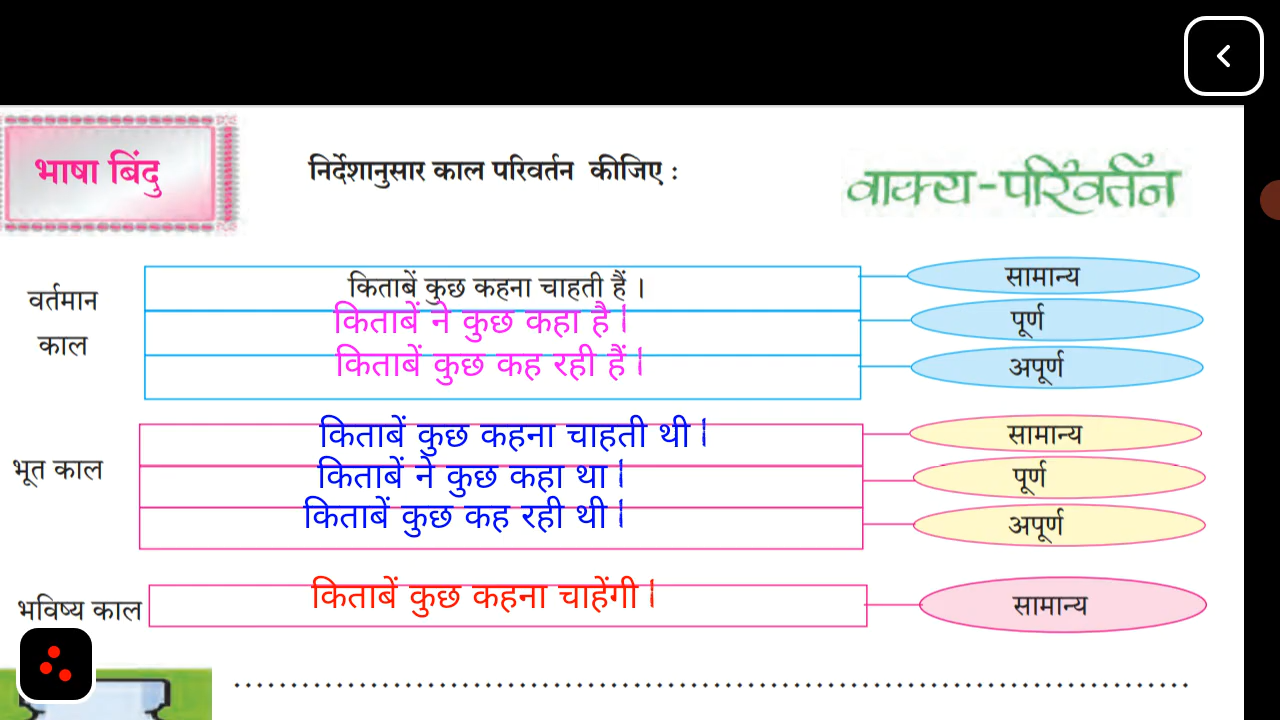 भाषा बिंदु
निर्देशानुसार काल परिवर्तन कीजिए :
वाक्य-परिवर्तन
वर्तमान
काल
किताबें कुछ कहना चाहती हैं ।
सामान्य
किताबें ने कुछ कहा है।
पूर्ण
किताबें कुछ कह रही हैं।
अपूर्ण
भूत काल
किताबें कुछ कहना चाहती थी।
सामान्य
किताबें ने कुछ कहा था।
पूर्ण
किताबें कुछ कह रही थी।
अपूर्ण
भविष्य काल
किताबें कुछ कहना चाहेंगी।
सामान्य